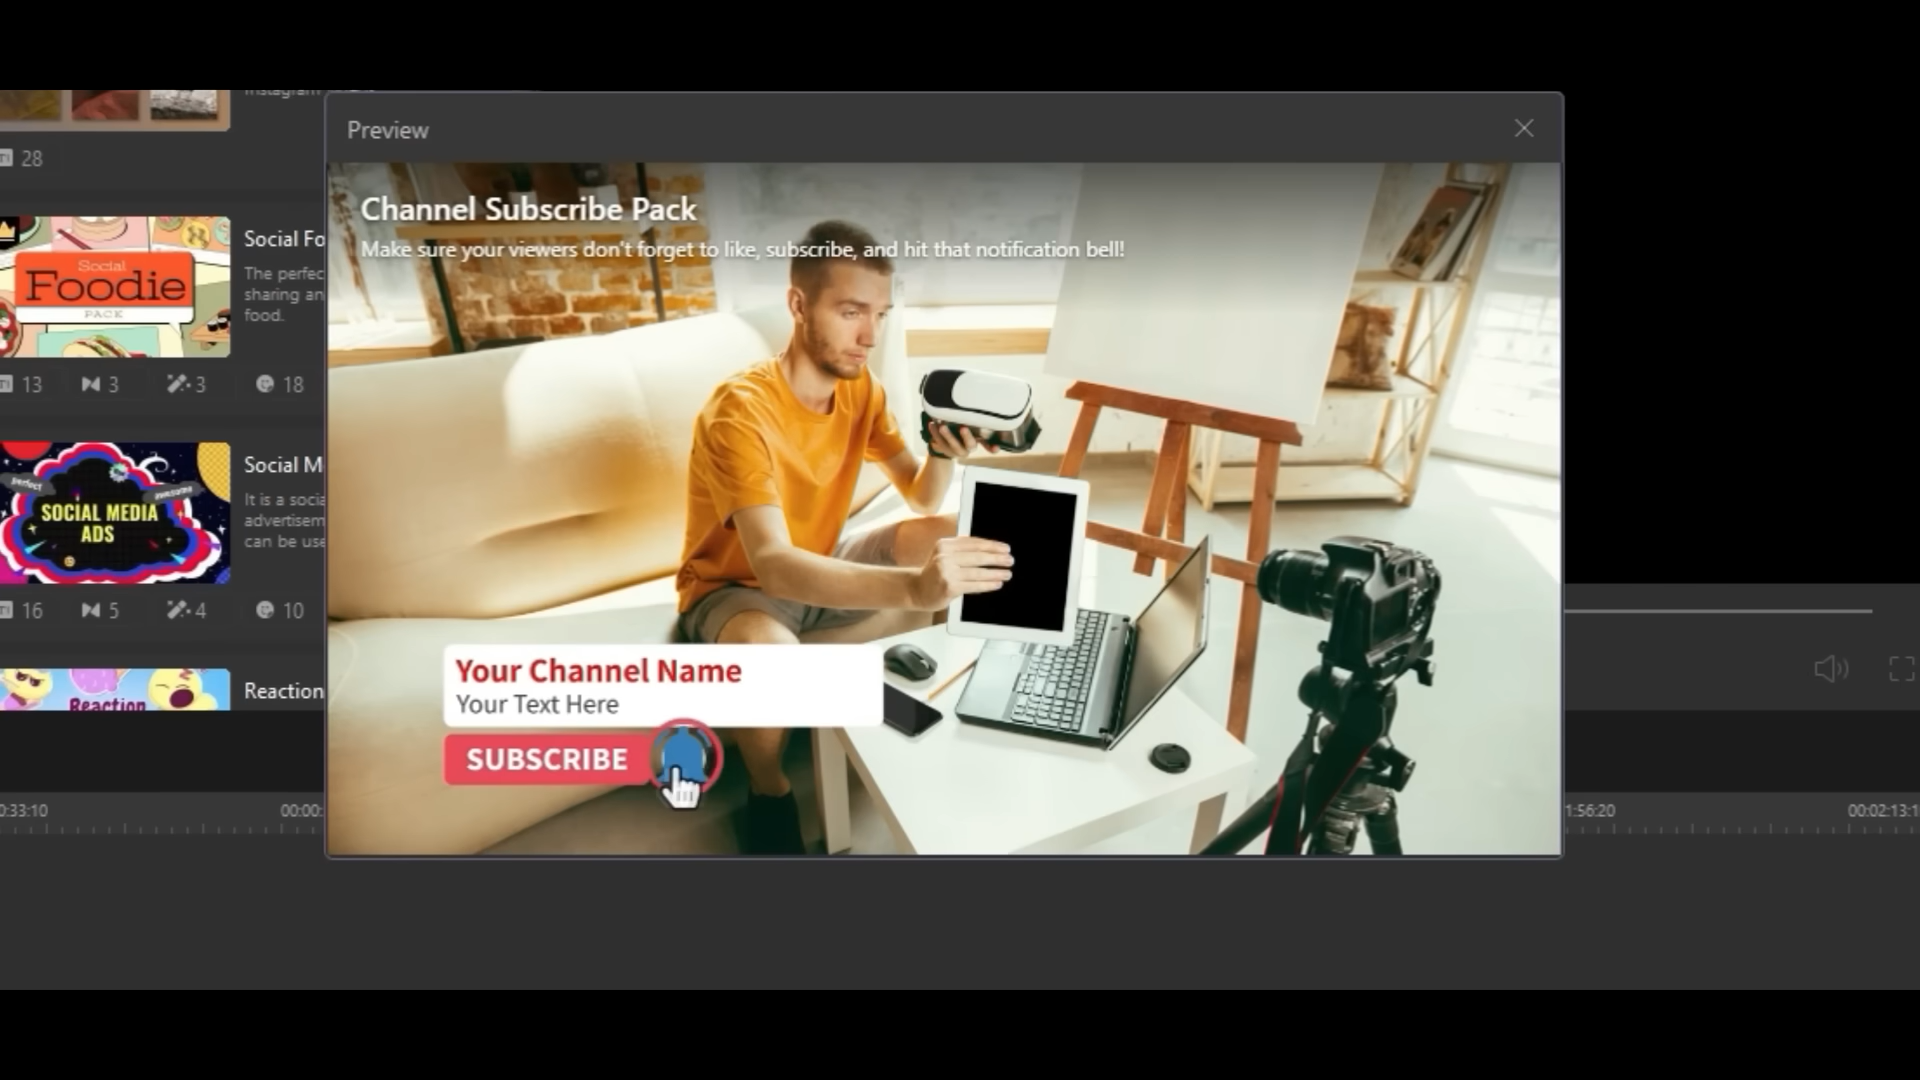 Preview
Channel Subscribe Pack
Make sure your viewers don't forget to like, subscribe, and hit that notification bell!
Your Channel Name
Your Text Here
SUBSCRIBE
Instagram
28
Social
Foodie
PACK
Social Fo
The perfec
sharing an
food.
13
3
3
18
perfect
awesome
SOCIAL MEDIA
ADS
Social M
It is a socia
advertisem
can be use
16
5
4
10
Reaction
Reaction
0:33:10
00:00:
1:56:20
00:02:13:1